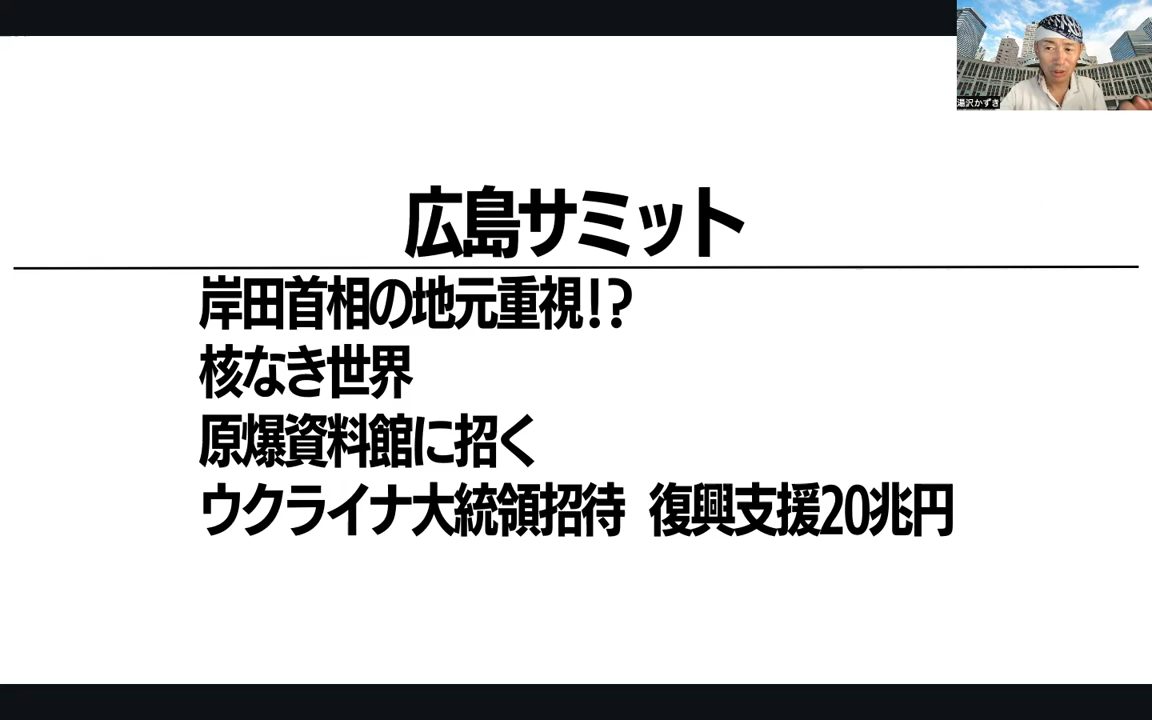 湯沢かずき
広島サミット
岸田首相の地元重視!?
核なき世界
原爆資料館に招く
ウクライナ大統領招待 復興支援20兆円